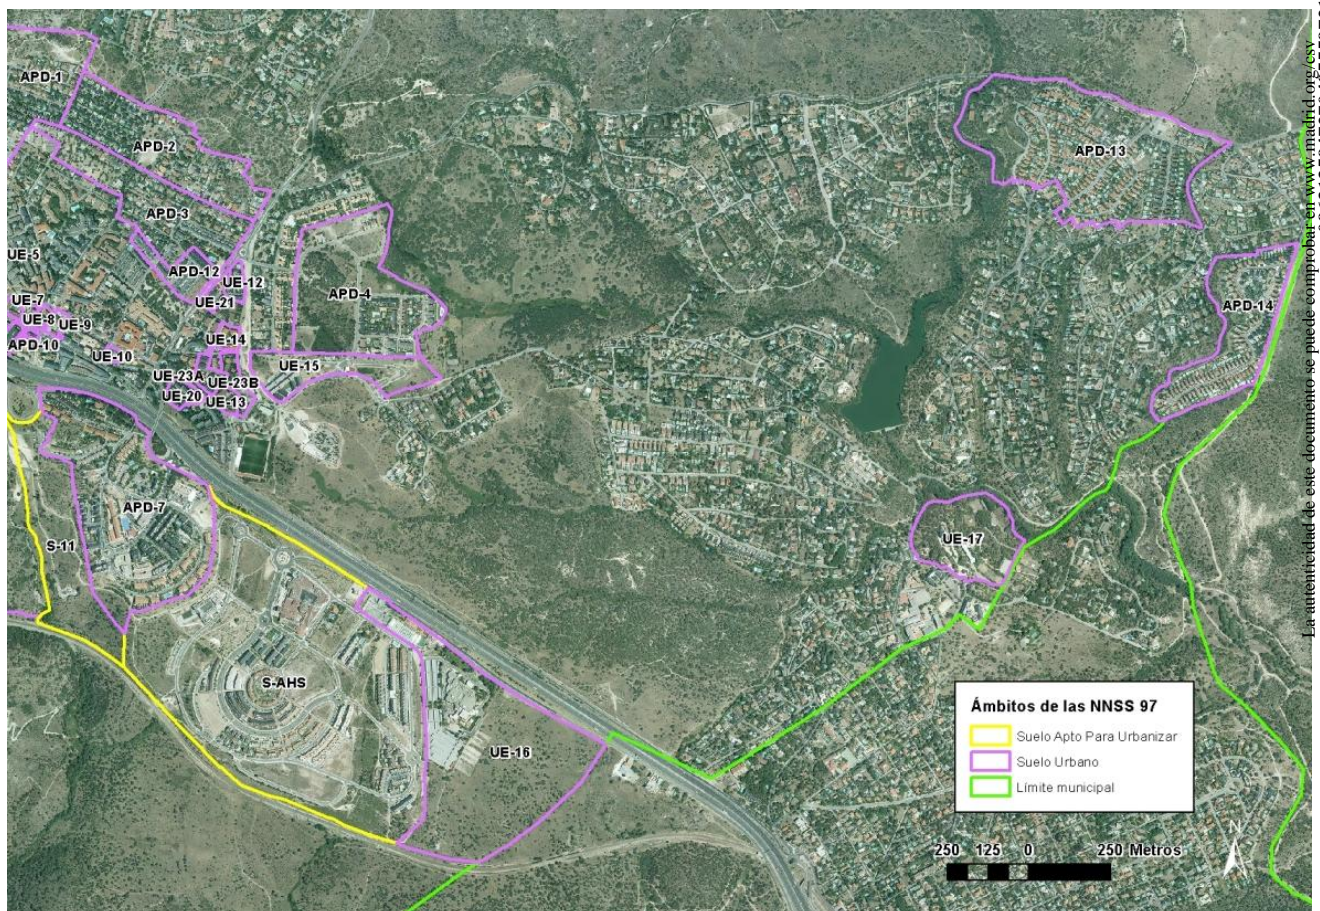 APD-1
APD-2
APD-13
APD-3
UE-5
APD-12
UE-12
UE-21
APD-4
APD-14
UE-7
UE-8
UE-9
APD-10
UE-10
UE-14
UE-15
UE-23A
UE-23B
UE-20
UE-13
APD-7
S-11
UE-17
S-AHS
UE-16
Ámbitos de las NNSS 97
Suelo Apto Para Urbanizar
Suelo Urbano
Límite municipal
N
250 125 0 250 Metros
La autenticidad de este documento se puede comprobar en www.madrid.org/csv